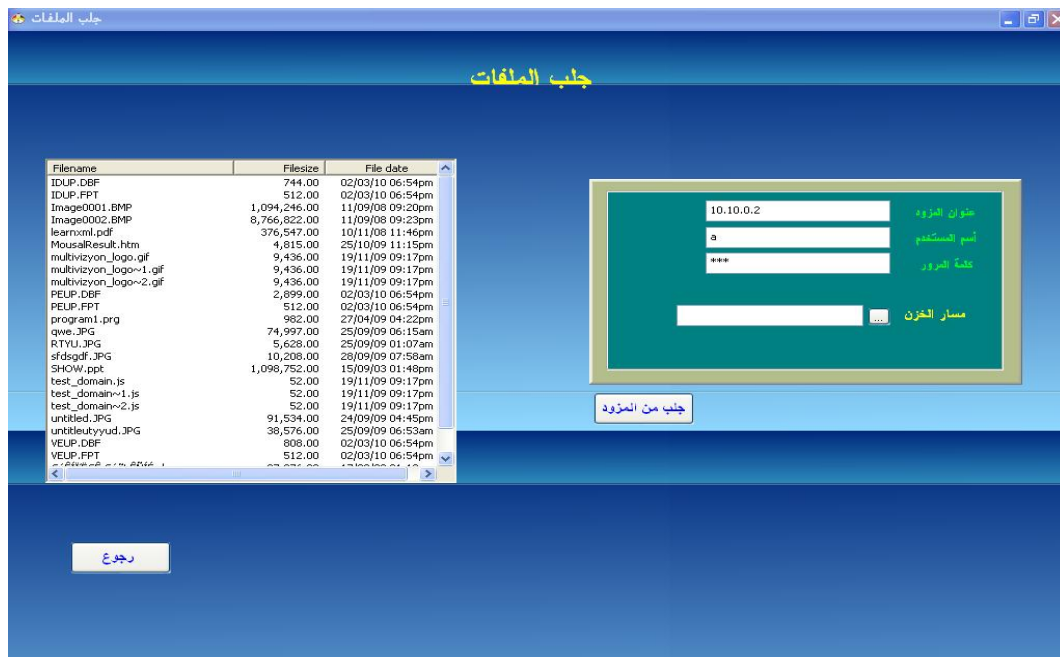 جلب الملفات
جلب الملفات
Filename Filesize File date
IDUP.DBF 744.00 02/03/10 06:54pm
IDUP.FPT 512.00 02/03/10 06:54pm
Image0001.BMP 1,094,246.00 11/09/08 09:20pm
Image0002.BMP 8,766,822.00 11/09/08 09:23pm
learnxml.pdf 376,547.00 10/11/08 11:46pm
MousalResult.htm 4,815.00 25/10/09 11:15pm
multivizyon_logo.gif 9,436.00 19/11/09 09:17pm
multivizyon_logo~1.gif 9,436.00 19/11/09 09:17pm
multivizyon_logo~2.gif 9,436.00 19/11/09 09:17pm
PEUP.DBF 2,899.00 02/03/10 06:54pm
PEUP.FPT 512.00 02/03/10 06:54pm
program1.prg 982.00 27/04/09 04:22pm
qwe.JPG 74,997.00 25/09/09 06:15am
RTYU.JPG 5,628.00 25/09/09 01:07am
sfdsgdf.JPG 10,208.00 28/09/09 07:58am
SHOW.ppt 1,098,752.00 15/09/03 01:48pm
test_domain.js 52.00 19/11/09 09:17pm
test_domain~1.js 52.00 19/11/09 09:17pm
test_domain~2.js 52.00 19/11/09 09:17pm
untitled.JPG 91,534.00 24/09/09 04:45pm
untitleutyyud.JPG 38,576.00 25/09/09 06:53am
VEUP.DBF 808.00 02/03/10 06:54pm
VEUP.FPT 512.00 02/03/10 06:54pm
عنوان المزود 10.10.0.2
أسم المستخدم a
كلمة المرور ***
مسار الخزن ...
جلب من المزود
رجوع